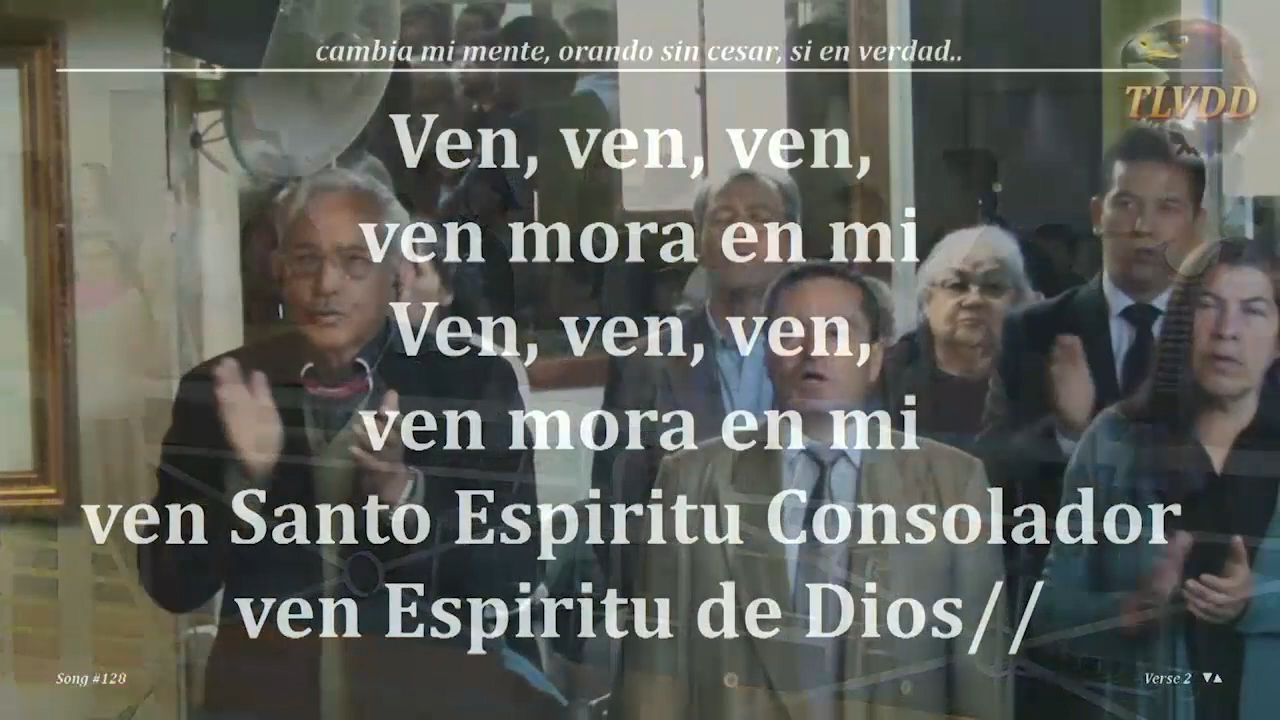 cambia mi mente, orando sin cesar, si en verdad..
TLVDD
Ven, ven, ven,
ven mora en mi
Ven, ven, ven,
ven mora en mi
ven Santo Espiritu Consolador
ven Espiritu de Dios//
Song #128
Verse 2 ▼▲